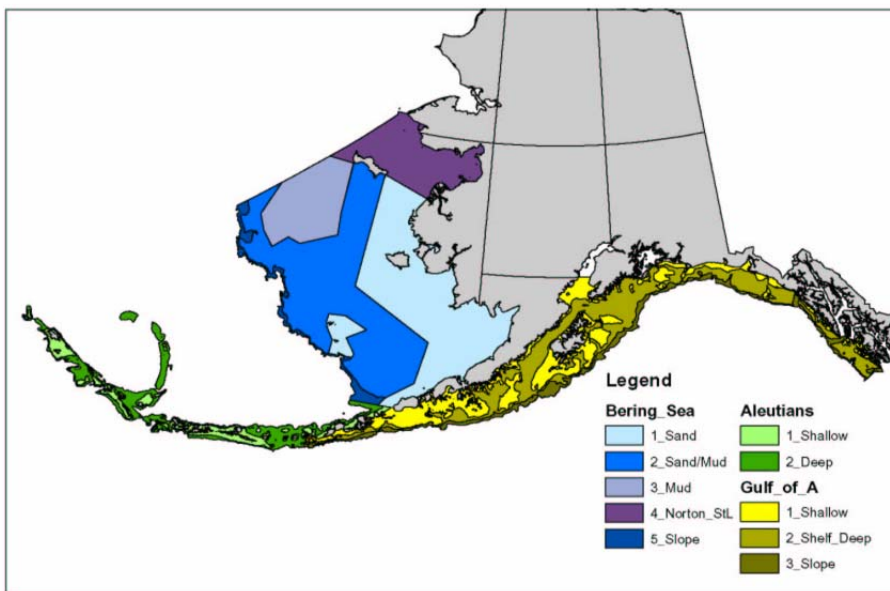 Legend
Bering_Sea
1_Sand
2_Sand/Mud
3_Mud
4_Norton_StL
5_Slope
Aleutians
1_Shallow
2_Deep
Gulf_of_A
1_Shallow
2_Shelf_Deep
3_Slope